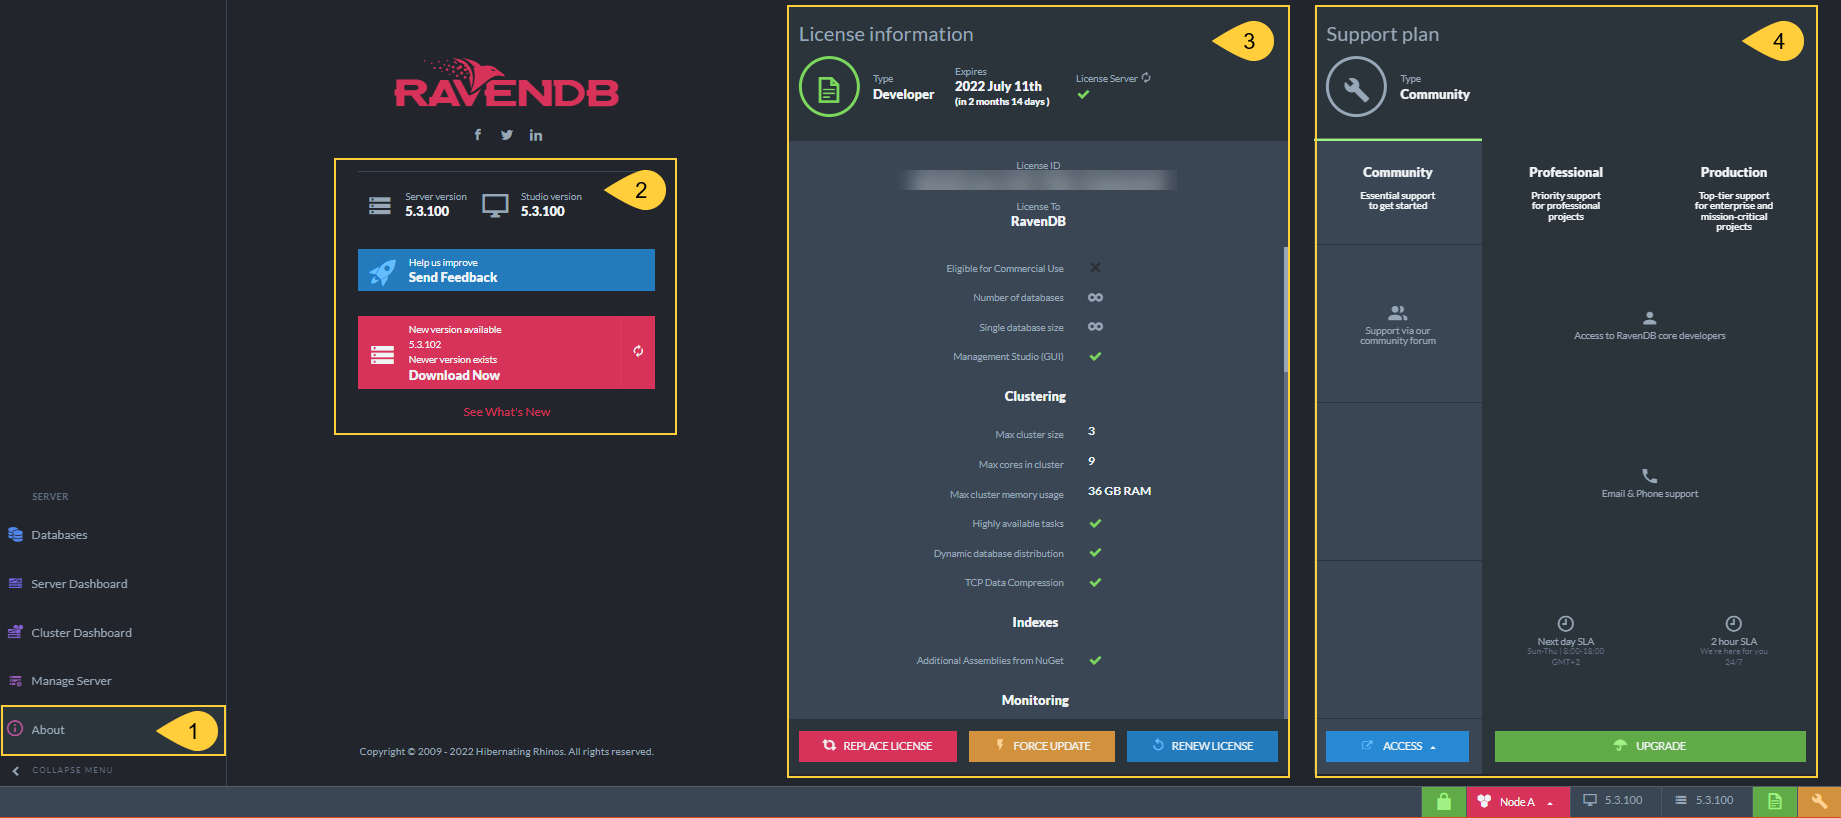 SERVER
Databases
Server Dashboard
Cluster Dashboard
Manage Server
About
1
COLLAPSE MENU
RAVENDB
2
Server version
5.3.100
Studio version
5.3.100
Help us improve
Send Feedback
New version available
5.3.102
Newer version exists
Download Now
See What's New
Copyright © 2009 - 2022 Hibernating Rhinos. All rights reserved.
License information
3
Type
Developer
Expires
2022 July 11th
(in 2 months 14 days )
License Server
License ID
License To
RavenDB
Eligible for Commercial Use
Number of databases
Single database size
Management Studio (GUI)
Clustering
Max cluster size 3
Max cores in cluster 9
Max cluster memory usage 36 GB RAM
Highly available tasks
Dynamic database distribution
TCP Data Compression
Indexes
Additional Assemblies from NuGet
Monitoring
REPLACE LICENSE
FORCE UPDATE
RENEW LICENSE
Support plan
4
Type
Community
Community
Essential support
to get started
Professional
Priority support
for professional
projects
Production
Top-tier support
for enterprise and
mission-critical
projects
Support via our
community forum
Access to RavenDB core developers
Email & Phone support
Next day SLA
Sun-Thu | 8:00-18:00
GMT+2
2 hour SLA
We're here for you
24/7
ACCESS
UPGRADE
Node A
5.3.100
5.3.100